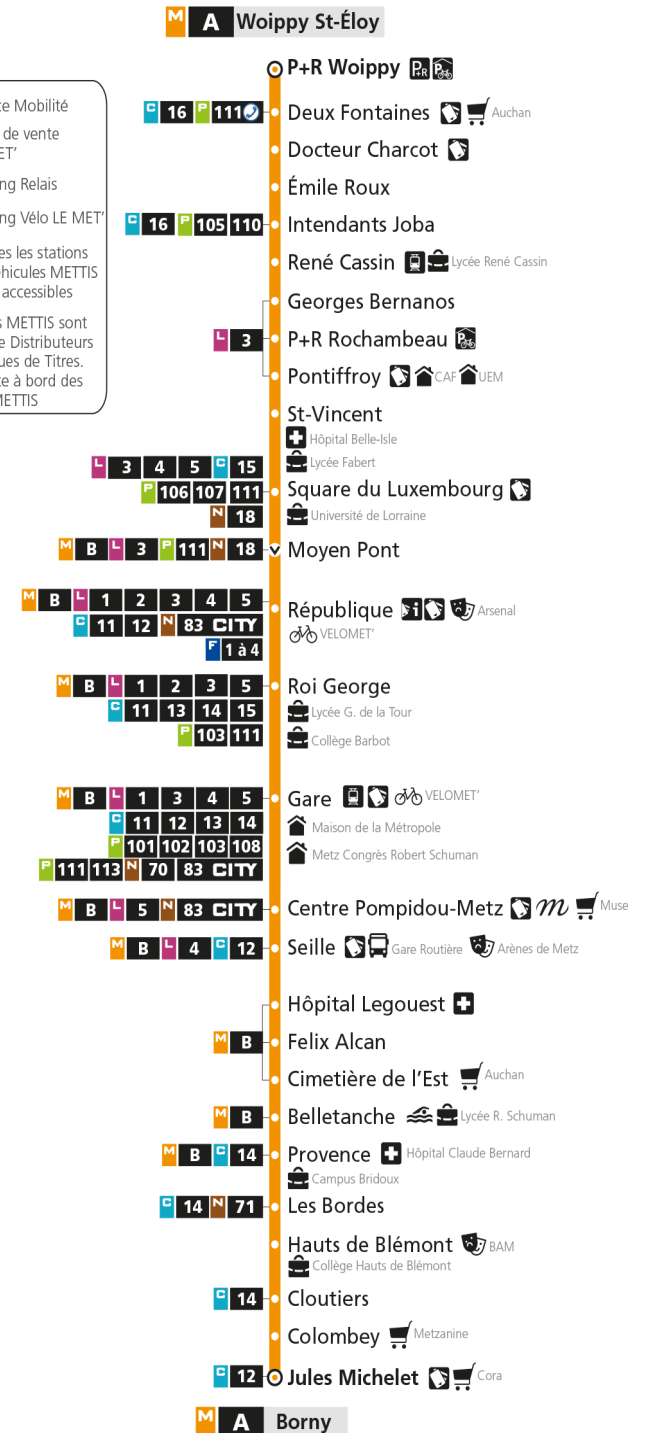 M A Woippy St-Éloy
P+R Woippy P+R P
e Mobilité
de vente
ET'
ng Relais
ng Vélo LE MET'
es les stations
éhicules METTIS
accessibles
s METTIS sont
e Distributeurs
ues de Titres.
e à bord des
METTIS
C 16 P 111 Deux Fontaines Auchan
Docteur Charcot
Émile Roux
C 16 P 105 110 Intendants Joba
René Cassin Lycée René Cassin
Georges Bernanos
L 3 P+R Rochambeau P
Pontiffroy CAF UEM
St-Vincent
Hôpital Belle-Isle
L 3 4 5 C 15 Lycée Fabert
P 106 107 111 Square du Luxembourg
N 18 Université de Lorraine
M B L 3 P 111 N 18 Moyen Pont
M B L 1 2 3 4 5
République i Arsenal
C 11 12 N 83 CITY VELOMET'
F 1 à 4
M B L 1 2 3 5 Roi George
C 11 13 14 15 Lycée G. de la Tour
P 103 111 Collège Barbot
M B L 1 3 4 5 Gare VELOMET'
C 11 12 13 14 Maison de la Métropole
P 101 102 103 108 Metz Congrès Robert Schuman
P 111 113 N 70 83 CITY
M B L 5 N 83 CITY Centre Pompidou-Metz m Muse
M B L 4 C 12 Seille Gare Routière Arènes de Metz
Hôpital Legouest
M B Felix Alcan
Cimetière de l'Est Auchan
M B Belletanche Lycée R. Schuman
M B C 14 Provence Hôpital Claude Bernard
Campus Bridoux
C 14 N 71 Les Bordes
Hauts de Blémont BAM
Collège Hauts de Blémont
C 14 Cloutiers
Colombey Metzanine
C 12 Jules Michelet Cora
M A Borny